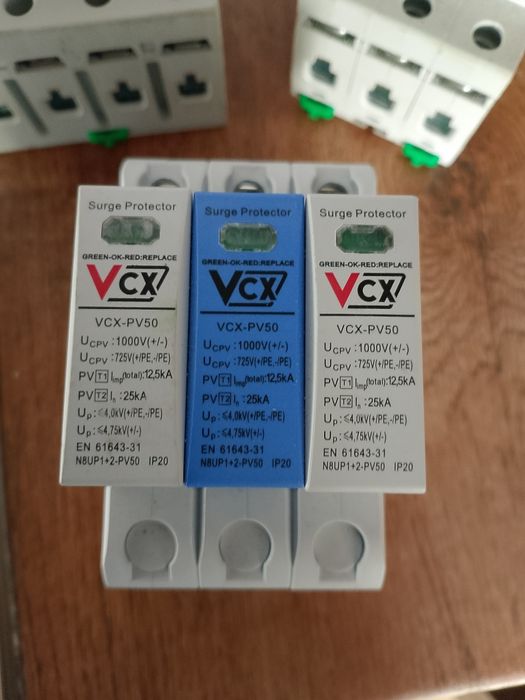 Surge Protector
GREEN-OK-RED:REPLACE
VCX
VCX-PV50
UCPV :1000V(+/-)
UCPV :725V(+/PE,-/PE)
PV T1 Iimp(total):12,5kA
PV T2 In :25kA
Up :≤4,0kV(+/PE,-/PE)
Up :≤4,75kV(+/-)
EN 61643-31
N8UP1+2-PV50 IP20
Surge Protector
GREEN-OK-RED:REPLACE
VCX
VCX-PV50
UCPV :1000V(+/-)
UCPV :725V(+/PE,-/PE)
PV T1 Iimp(total):12,5kA
PV T2 In :25kA
Up :≤4,0kV(+/PE,-/PE)
Up :≤4,75kV(+/-)
EN 61643-31
N8UP1+2-PV50 IP20
Surge Protector
GREEN-OK-RED:REPLACE
VCX
VCX-PV50
UCPV :1000V(+/-)
UCPV :725V(+/PE,-/PE)
PV T1 Iimp(total):12,5kA
PV T2 In :25kA
Up :≤4,0kV(+/PE,-/PE)
Up :≤4,75kV(+/-)
EN 61643-31
N8UP1+2-PV50 IP20